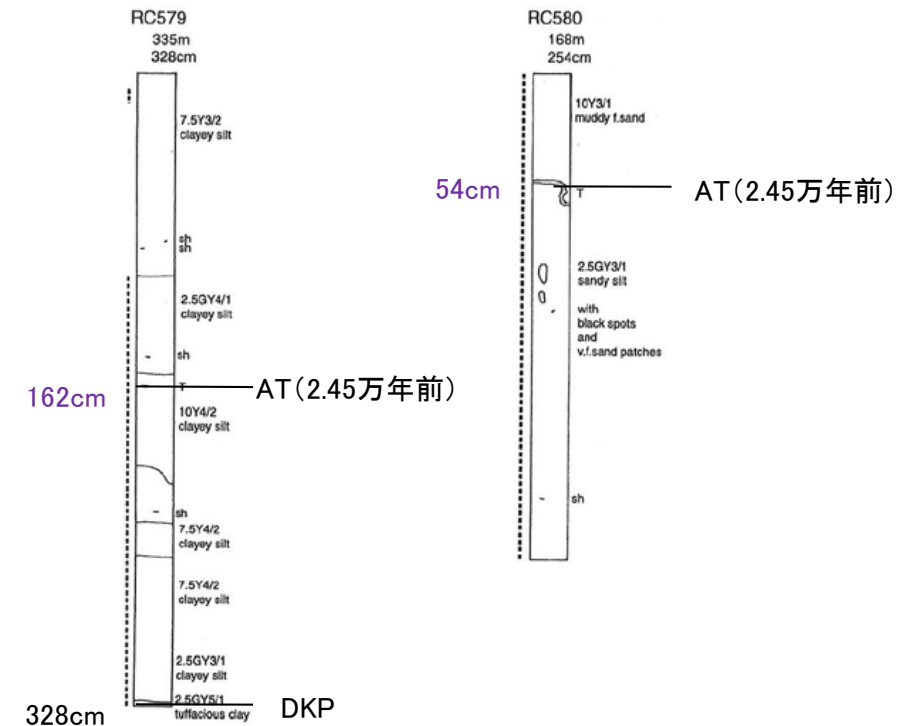 RC579
335m
328cm
7.5Y3/2
clayey silt
sh
sh
2.5GY4/1
clayey silt
sh
T
162cm
AT(2.45万年前)
10Y4/2
clayey silt
sh
7.5Y4/2
clayey silt
7.5Y4/2
clayey silt
2.5GY3/1
clayey silt
2.5GY5/1
tuffacious clay
328cm
DKP
RC580
168m
254cm
10Y3/1
muddy f.sand
54cm
T
AT(2.45万年前)
2.5GY3/1
sandy silt
with
black spots
and
v.f.sand patches
sh